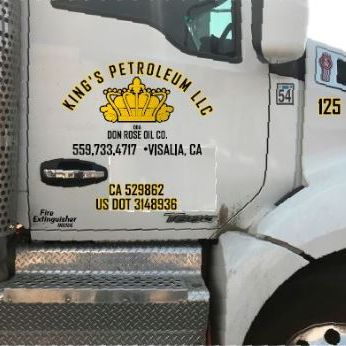 KING'S PETROLEUM LLC
DBA
DON ROSE OIL CO.
559.733.4717 •VISALIA, CA
CA 529862
US DOT 3148936
Fire
Extinguisher
INSIDE
54
125